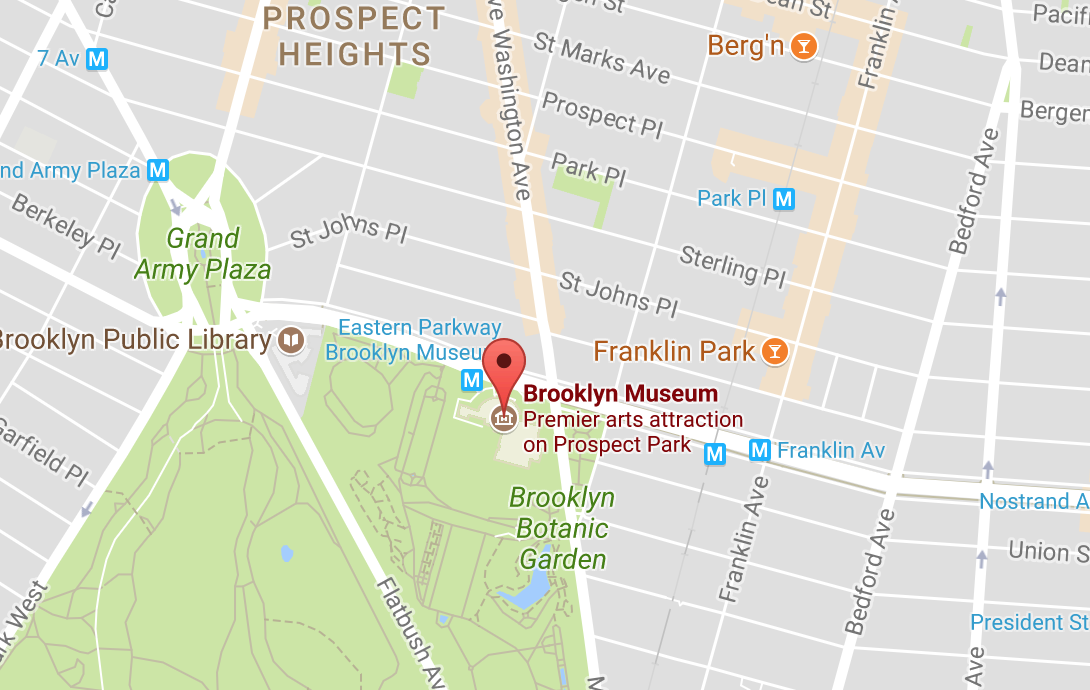 PROSPECT
HEIGHTS
7 Av
M
Washington Ave
St Marks Ave
Berg'n
Franklin
Pacif
Dean
Bergen
Prospect Pl
Park Pl
Park Pl
M
nd Army Plaza
M
Berkeley Pl
Grand
Army Plaza
St Johns Pl
Bedford Ave
Sterling Pl
St Johns Pl
Brooklyn Public Library
Eastern Parkway
Brooklyn Museu
M
Franklin Park
Brooklyn Museum
Premier arts attraction
on Prospect Park
M
M
Franklin Av
Garfield Pl
Brooklyn
Botanic
Garden
Franklin Ave
Bedford Ave
Nostrand A
Union S
President St
rk West
Flatbush Av
Ave